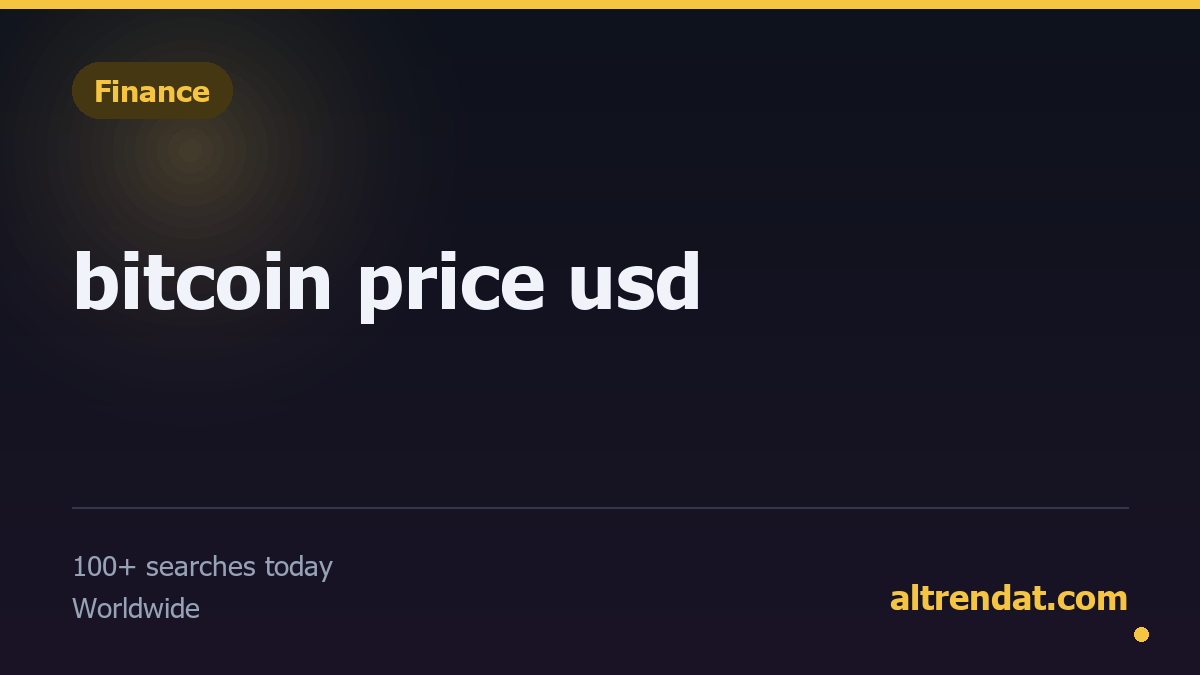 Finance
bitcoin price usd
100+ searches today
Worldwide
altrendat.com